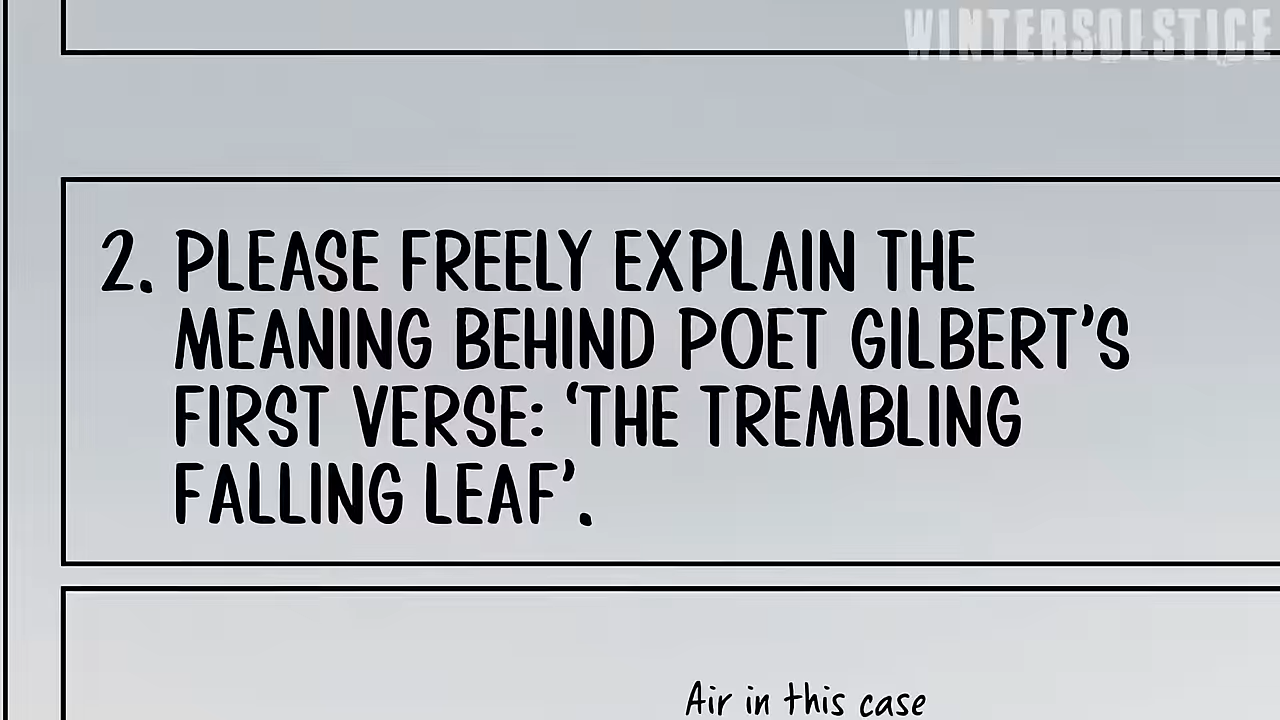 WINTERSOLSTICE
2. PLEASE FREELY EXPLAIN THE
MEANING BEHIND POET GILBERT'S
FIRST VERSE: ‘THE TREMBLING
FALLING LEAF’.
Air in this case